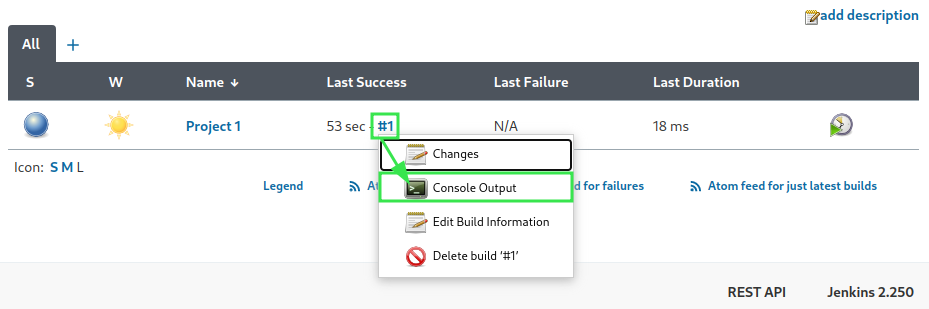 add description
All +
S W Name ↓ Last Success Last Failure Last Duration
Project 1 53 sec - #1 N/A 18 ms
Changes
Icon: S M L
Legend At Console Output d for failures Atom feed for just latest builds
Edit Build Information
Delete build ‘#1’
REST API Jenkins 2.250